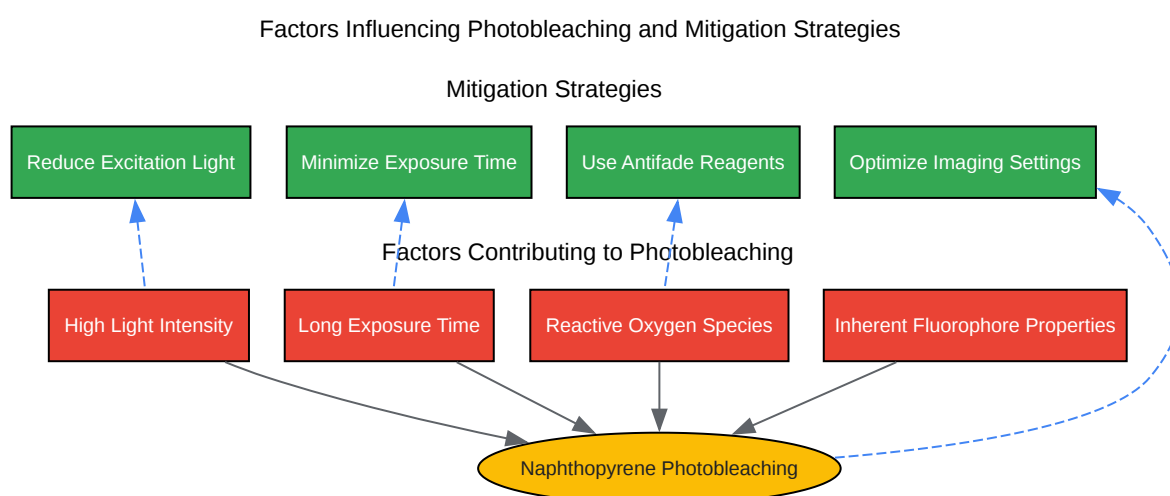 Factors Influencing Photobleaching and Mitigation Strategies
Mitigation Strategies
Reduce Excitation Light
Minimize Exposure Time
Use Antifade Reagents
Optimize Imaging Settings
Factors Contributing to Photobleaching
High Light Intensity
Long Exposure Time
Reactive Oxygen Species
Inherent Fluorophore Properties
Naphthopyrene Photobleaching